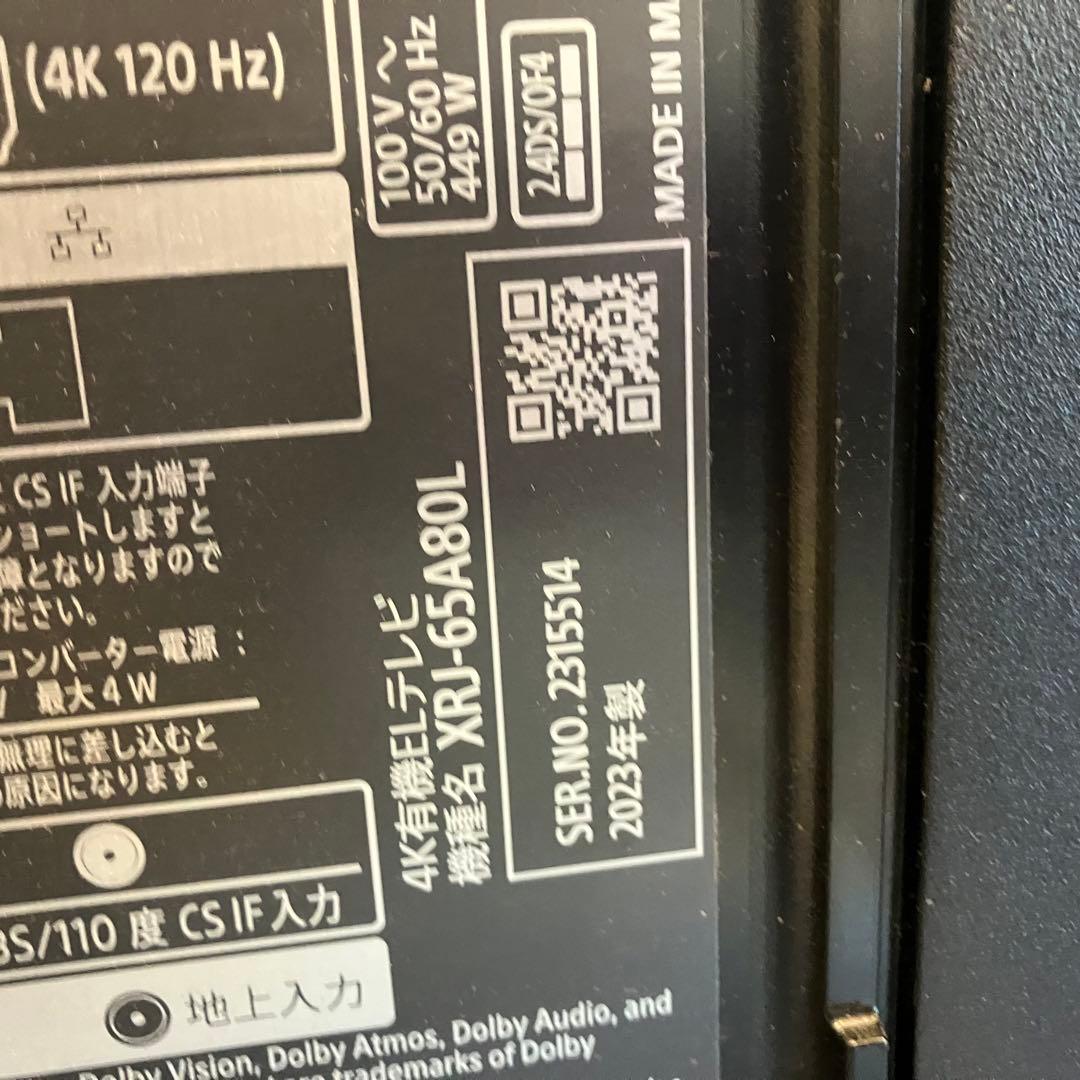 (4K 120 Hz)
100 V ～
50/60 Hz
449 W
2.4DS/0F4
MADE IN M
CS IF 入力端子
ショートしますと
となりますので
ださい。
コンバーター電源：
最大 4 W
無理に差し込むと
原因になります。
4K有機ELテレビ
機種名 XRJ-65A80L
SER.NO. 2315514
2023年製
BS/110 度 CS IF 入力
地上入力
Dolby Vision, Dolby Atmos, Dolby Audio, and
trademarks of Dolby